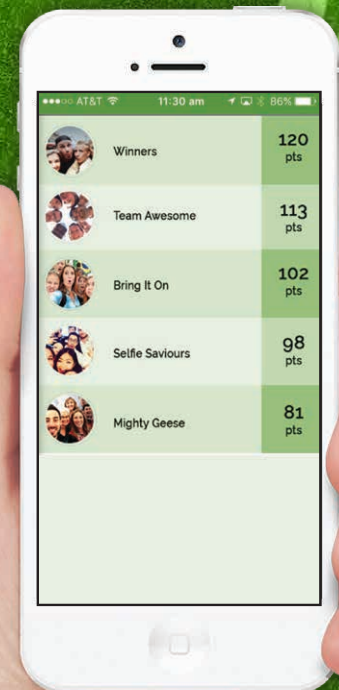 AT&T 11:30 am 86%
Winners 120 pts
Team Awesome 113 pts
Bring It On 102 pts
Selfie Saviours 98 pts
Mighty Geese 81 pts